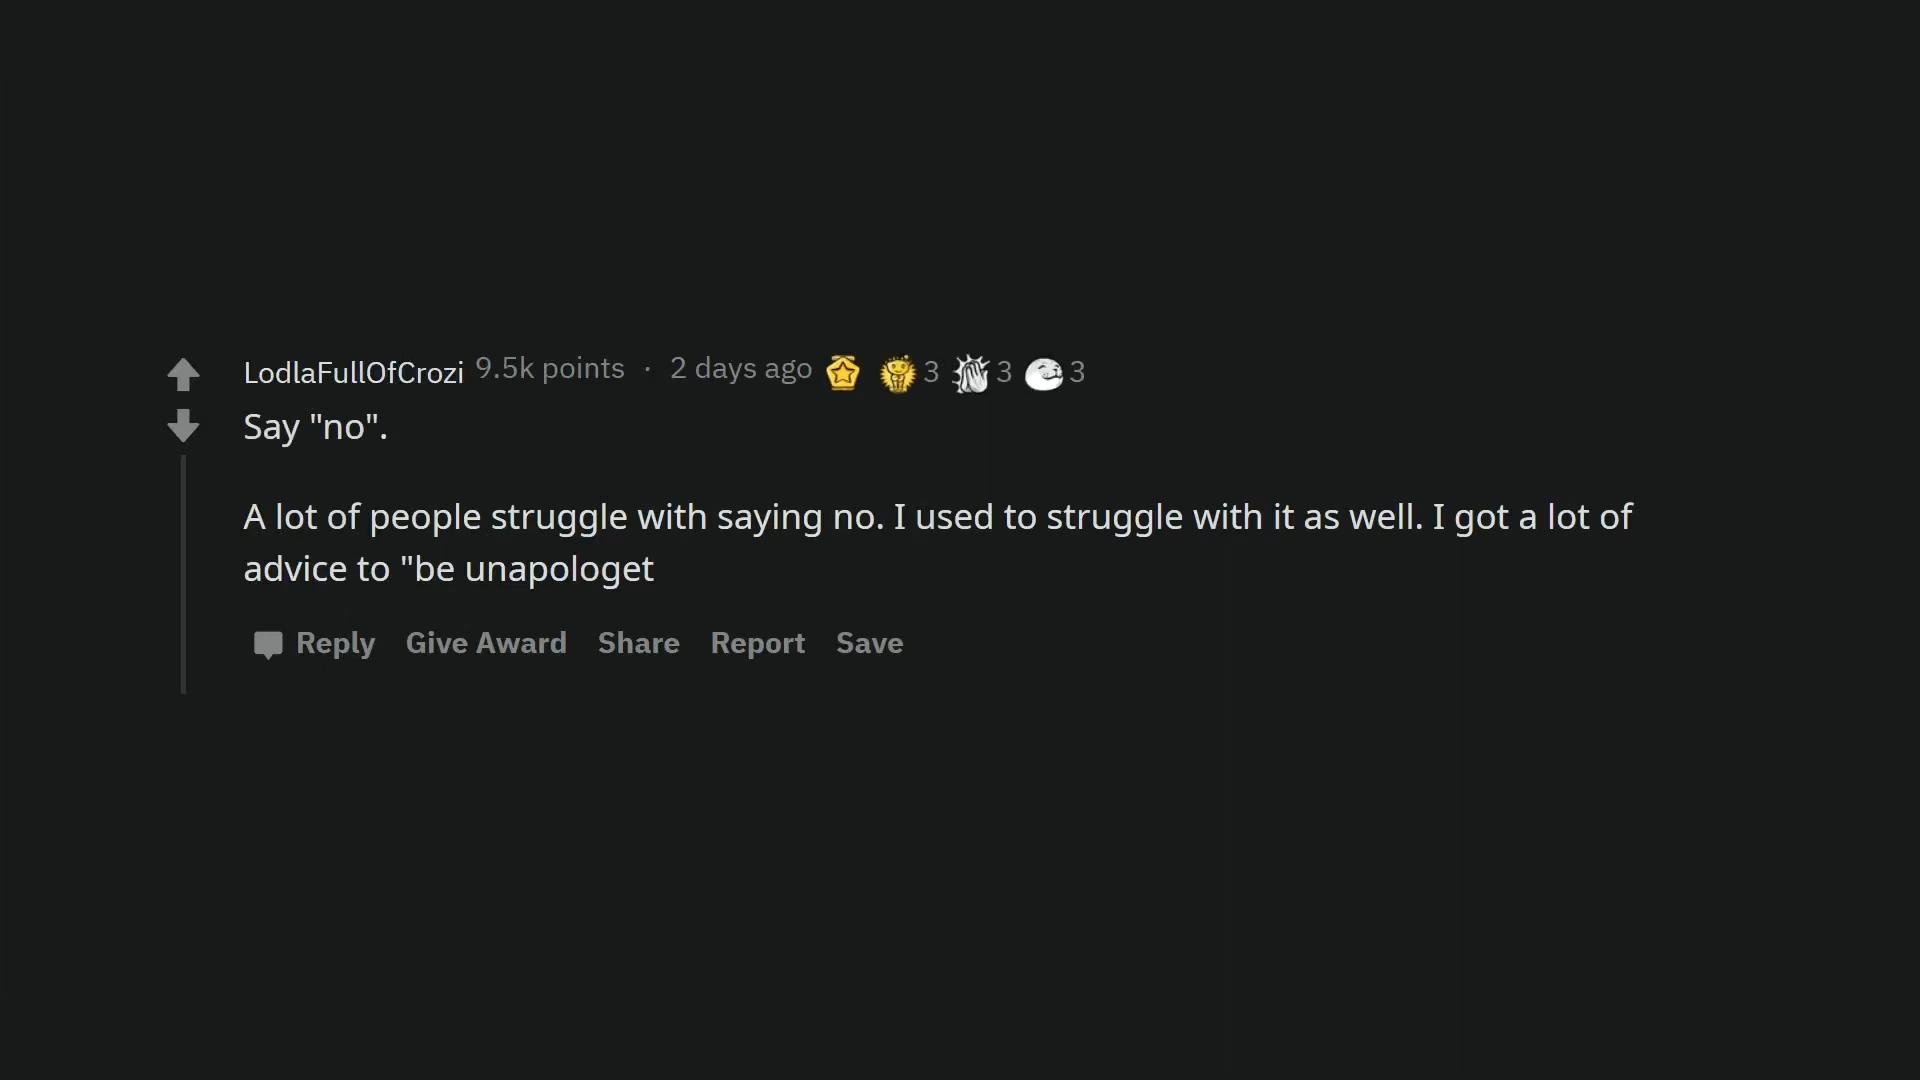 LodlaFullOfCrozi 9.5k points · 2 days ago 3 3 3
Say "no".
A lot of people struggle with saying no. I used to struggle with it as well. I got a lot of
advice to "be unapologet
Reply Give Award Share Report Save